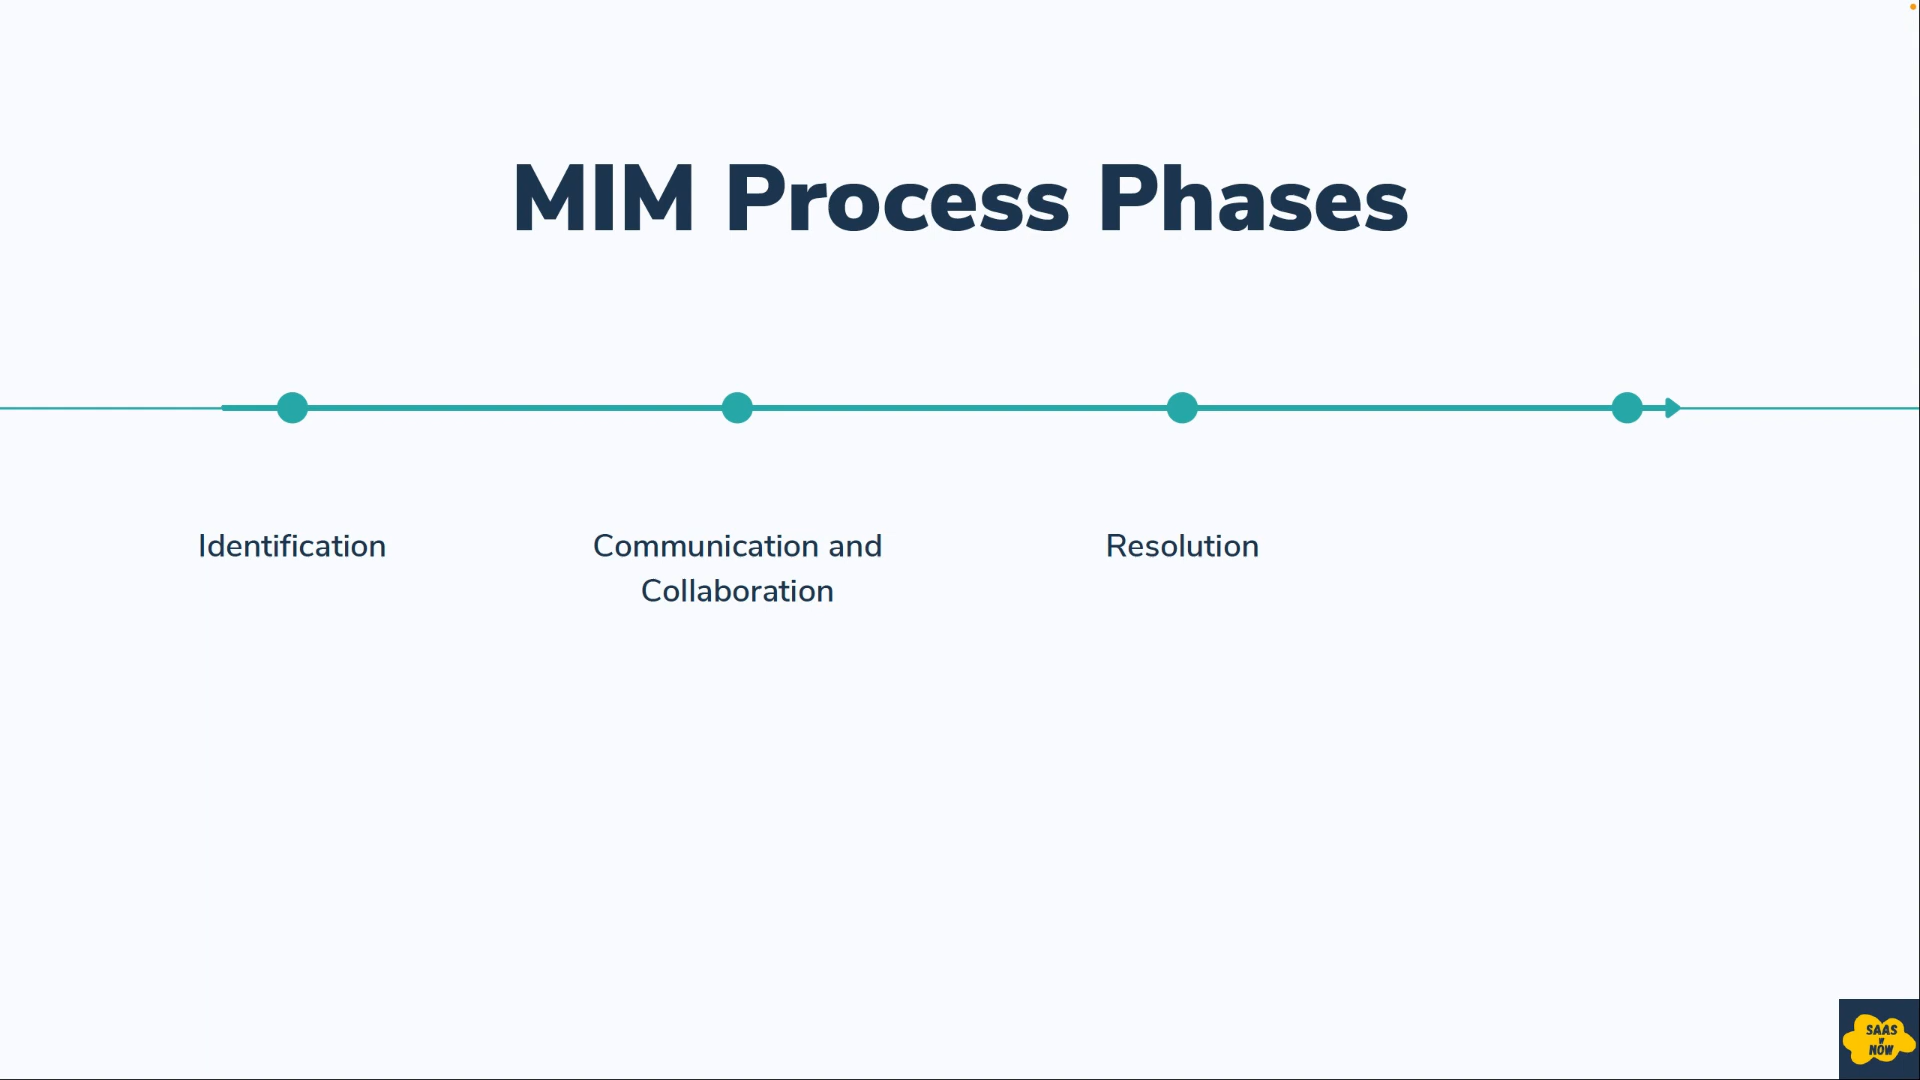 MIM Process Phases
Identification
Communication and
Collaboration
Resolution
SAAS
W
NOW